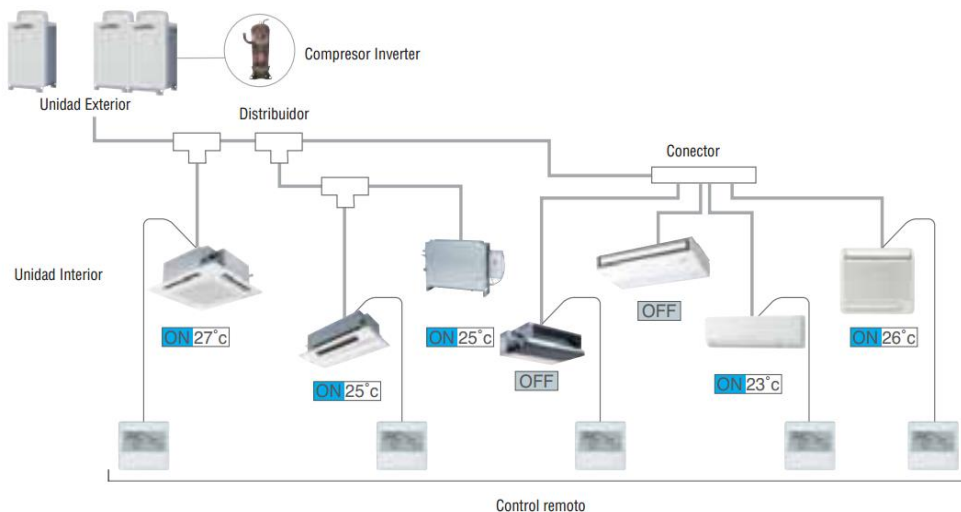 Compresor Inverter
Unidad Exterior
Distribuidor
Conector
Unidad Interior
ON 27°c
ON 25°c
ON 25°c
OFF
OFF
ON 23°c
ON 26°c
Control remoto